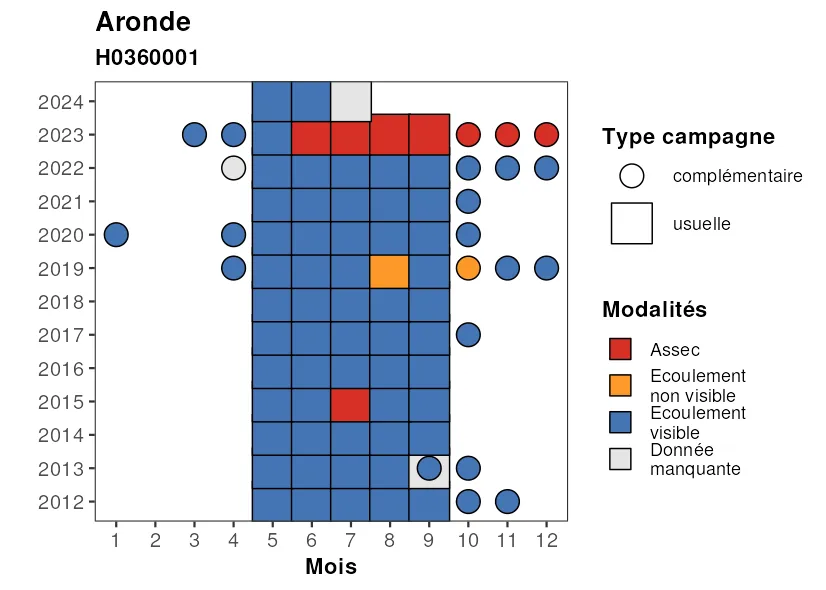 Aronde
H0360001
2024
2023
2022
2021
2020
2019
2018
2017
2016
2015
2014
2013
2012
1 2 3 4 5 6 7 8 9 10 11 12
Mois
Type campagne
complémentaire
usuelle
Modalités
Assec
Ecoulement
non visible
Ecoulement
visible
Donnée
manquante